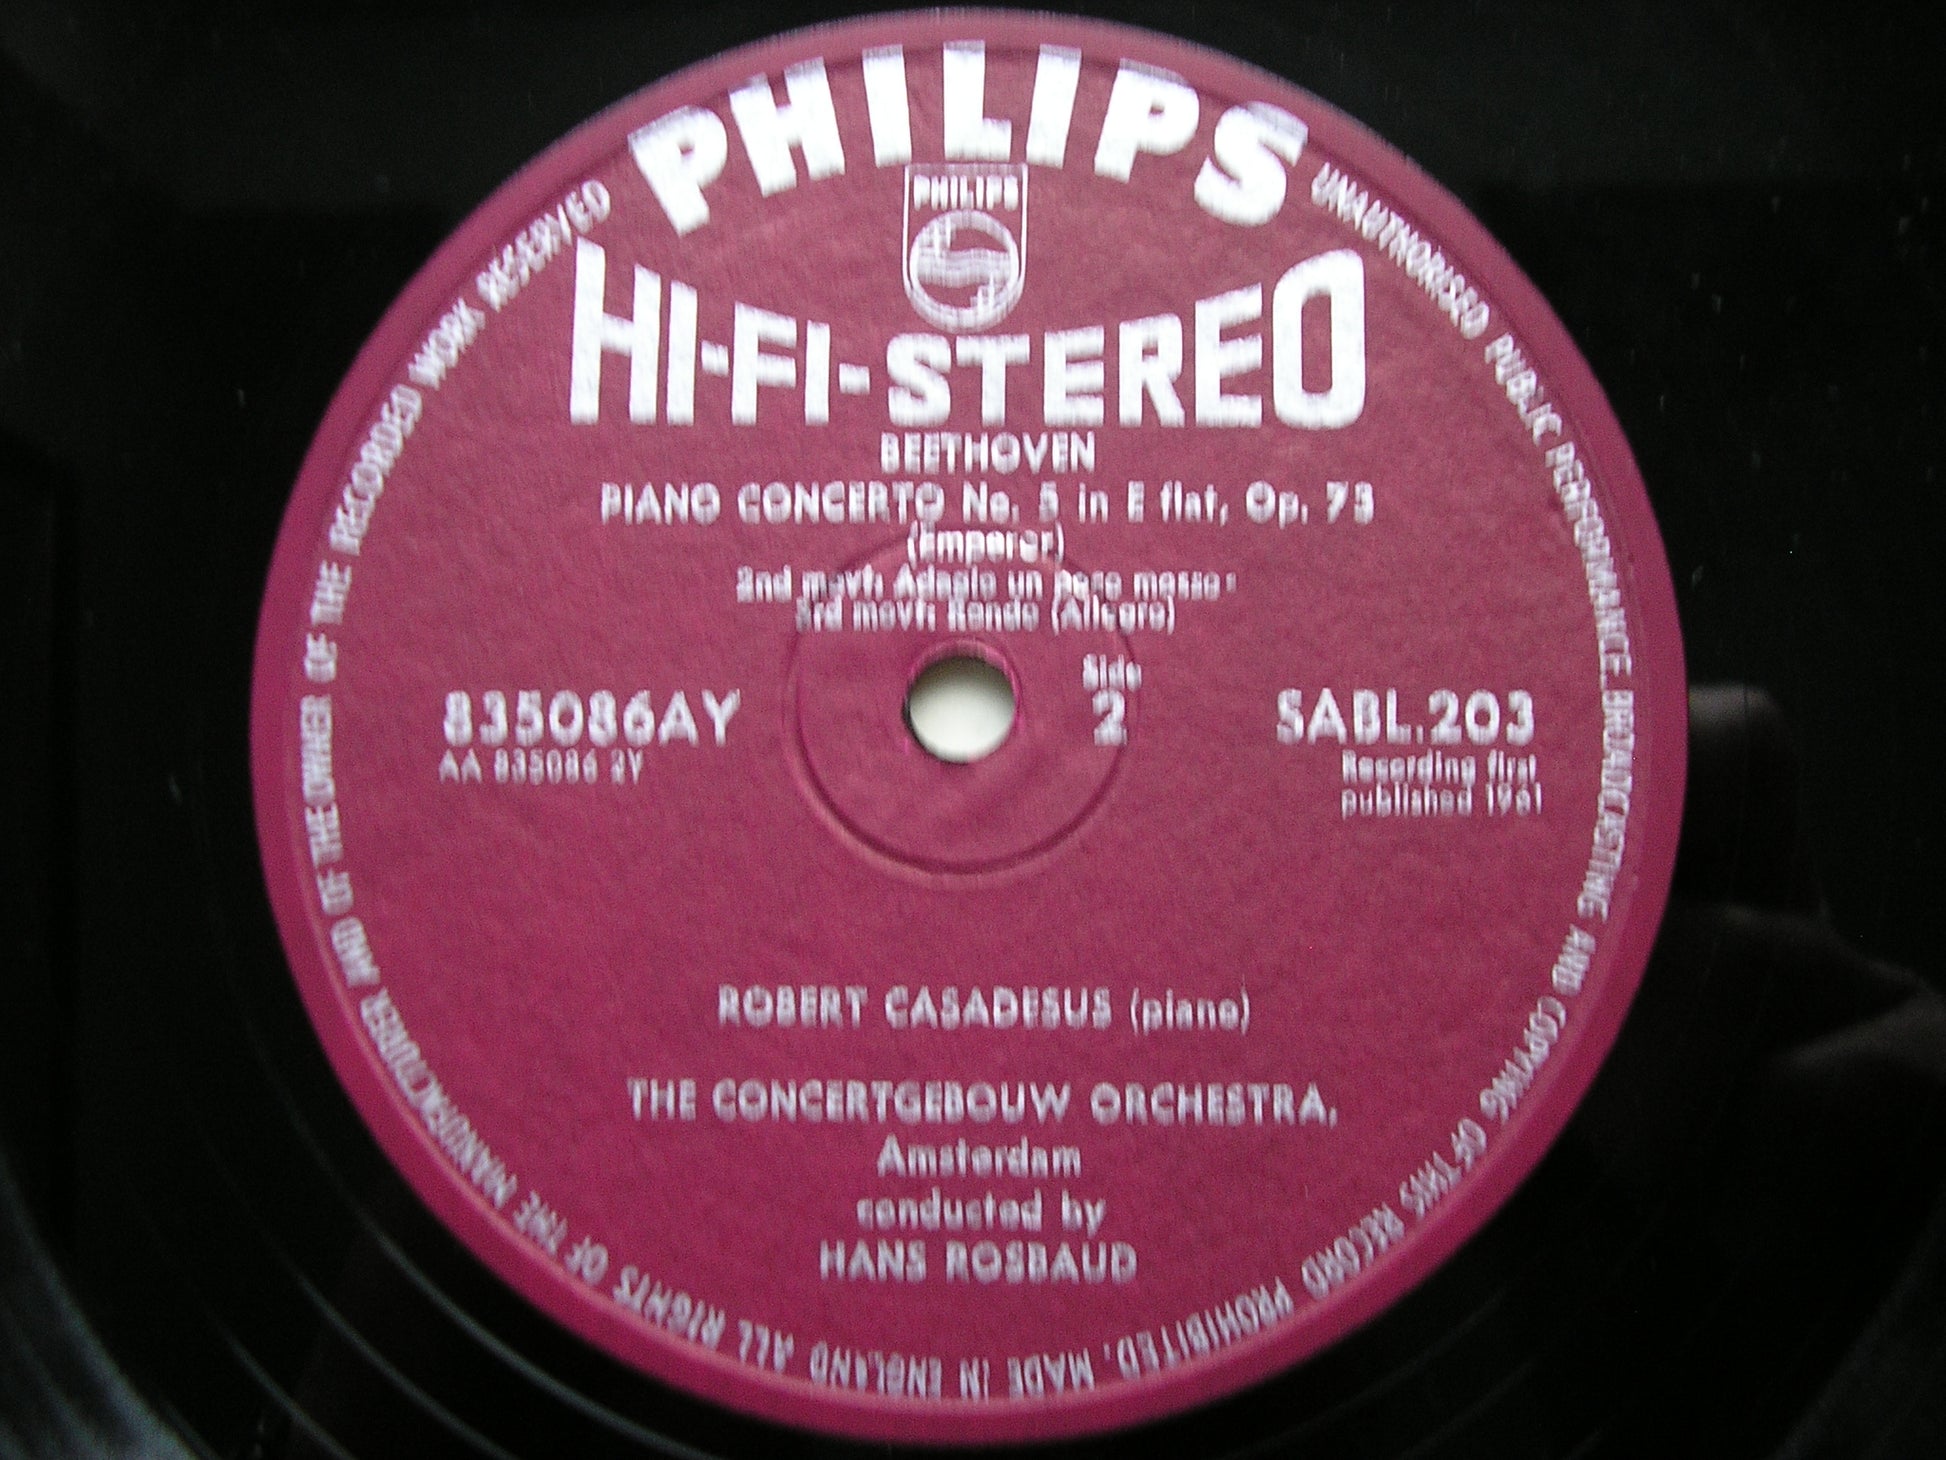 PHILIPS
PHILIPS
HI-FI-STEREO
BEETHOVEN
PIANO CONCERTO No. 5 in E flat, Op. 73
(Emperor)
2nd movt: Adagio un poco mosso:
3rd movt: Rondo (Allegro)
Side
2
835086AY
AA 835086 2Y
SABL.203
Recording first
published 1961
ROBERT CASADESUS (piano)
THE CONCERTGEBOUW ORCHESTRA,
Amsterdam
conducted by
HANS ROSBAUD
ALL RIGHTS OF THE MANUFACTURER AND OF THE OWNER OF THE RECORDED WORK RESERVED
UNAUTHORISED PUBLIC PERFORMANCE BROADCASTING AND COPYING OF THIS RECORD PROHIBITED. MADE IN ENGLAND